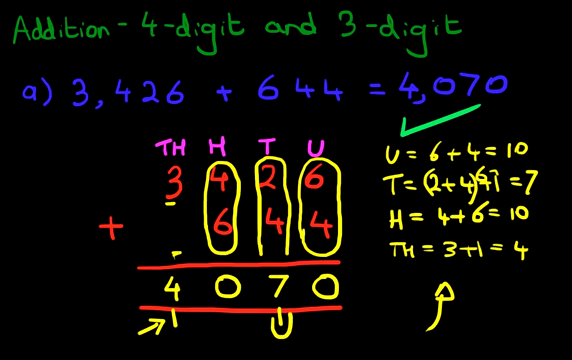 Addition - 4-digit and 3-digit
a) 3,426 + 644 = 4,070
TH H T U
3 4 2 6
+ 6 4 4
4 0 7 0
1 1
U = 6 + 4 = 10
T = (2 + 4) + 1 = 7
H = 4 + 6 = 10
TH = 3 + 1 = 4